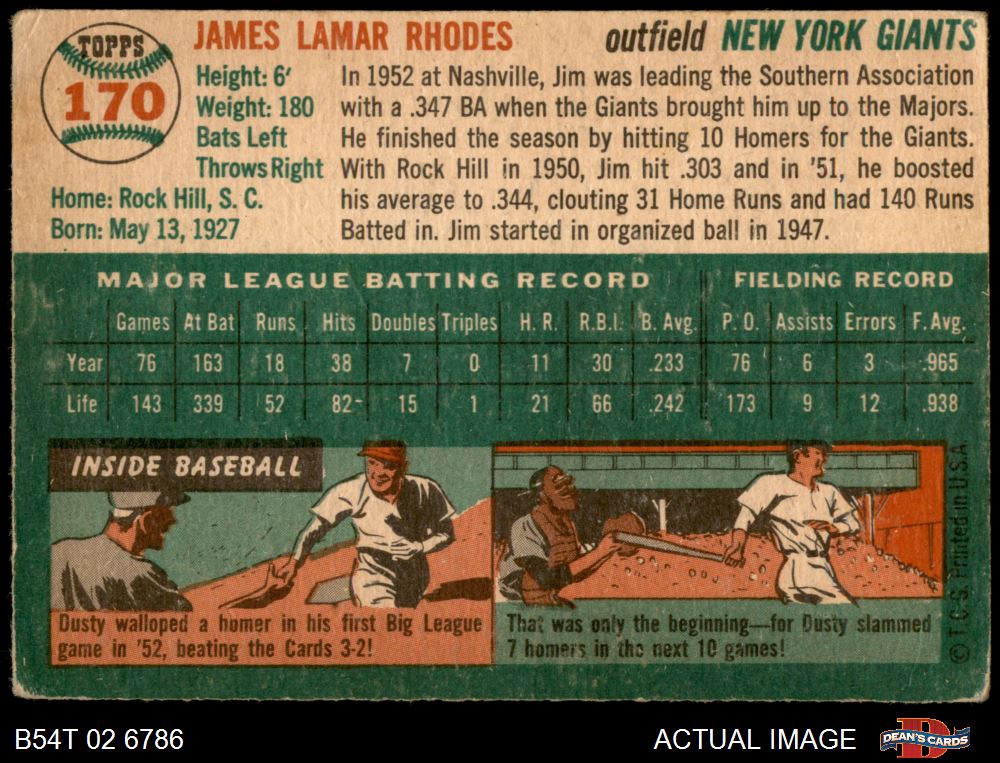 TOPPS
170
JAMES LAMAR RHODES outfield NEW YORK GIANTS
Height: 6'
Weight: 180
Bats Left
Throws Right
Home: Rock Hill, S. C.
Born: May 13, 1927
In 1952 at Nashville, Jim was leading the Southern Association
with a .347 BA when the Giants brought him up to the Majors.
He finished the season by hitting 10 Homers for the Giants.
With Rock Hill in 1950, Jim hit .303 and in '51, he boosted
his average to .344, clouting 31 Home Runs and had 140 Runs
Batted in. Jim started in organized ball in 1947.
MAJOR LEAGUE BATTING RECORD FIELDING RECORD
Games At Bat Runs Hits Doubles Triples H. R. R.B.I. B. Avg. P. O. Assists Errors F. Avg.
Year 76 163 18 38 7 0 11 30 .233 76 6 3 .965
Life 143 339 52 82 15 1 21 66 .242 173 9 12 .938
INSIDE BASEBALL
Dusty walloped a homer in his first Big League
game in '52, beating the Cards 3-2!
That was only the beginning—for Dusty slammed
7 homers in the next 10 games!
© T.C.G. Printed in U.S.A
B54T 02 6786
ACTUAL IMAGE
D
DEAN'S CARDS